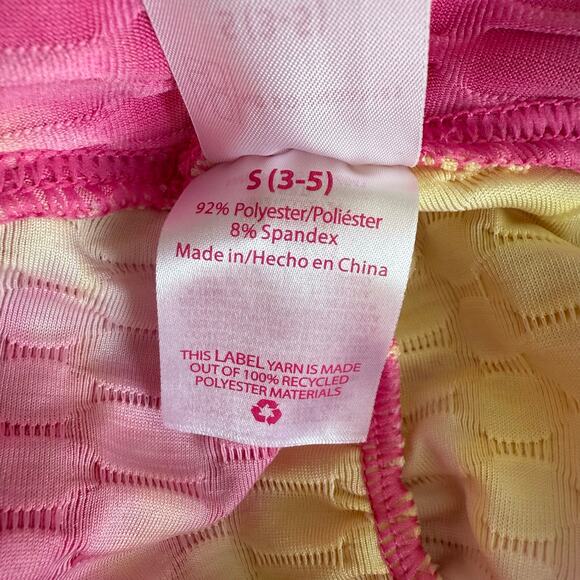 S (3-5)
92% Polyester/Poliéster
8% Spandex
Made in/Hecho en China
THIS LABEL YARN IS MADE
OUT OF 100% RECYCLED
POLYESTER MATERIALS